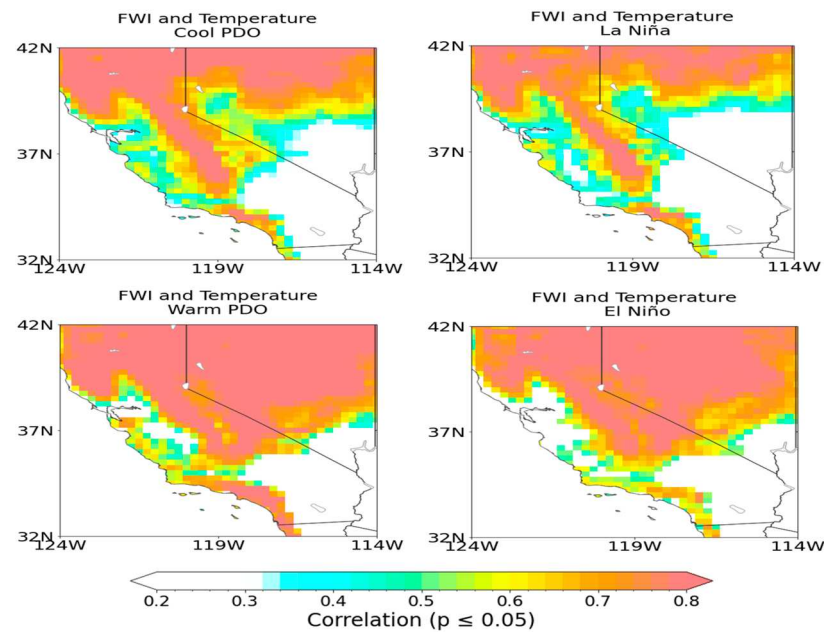 FWI and Temperature
Cool PDO
42N
37N
32N
124W
119W
114W
FWI and Temperature
La Niña
42N
37N
32N
124W
119W
114W
FWI and Temperature
Warm PDO
42N
37N
32N
124W
119W
114W
FWI and Temperature
El Niño
42N
37N
32N
124W
119W
114W
0.2 0.3 0.4 0.5 0.6 0.7 0.8
Correlation (p ≤ 0.05)